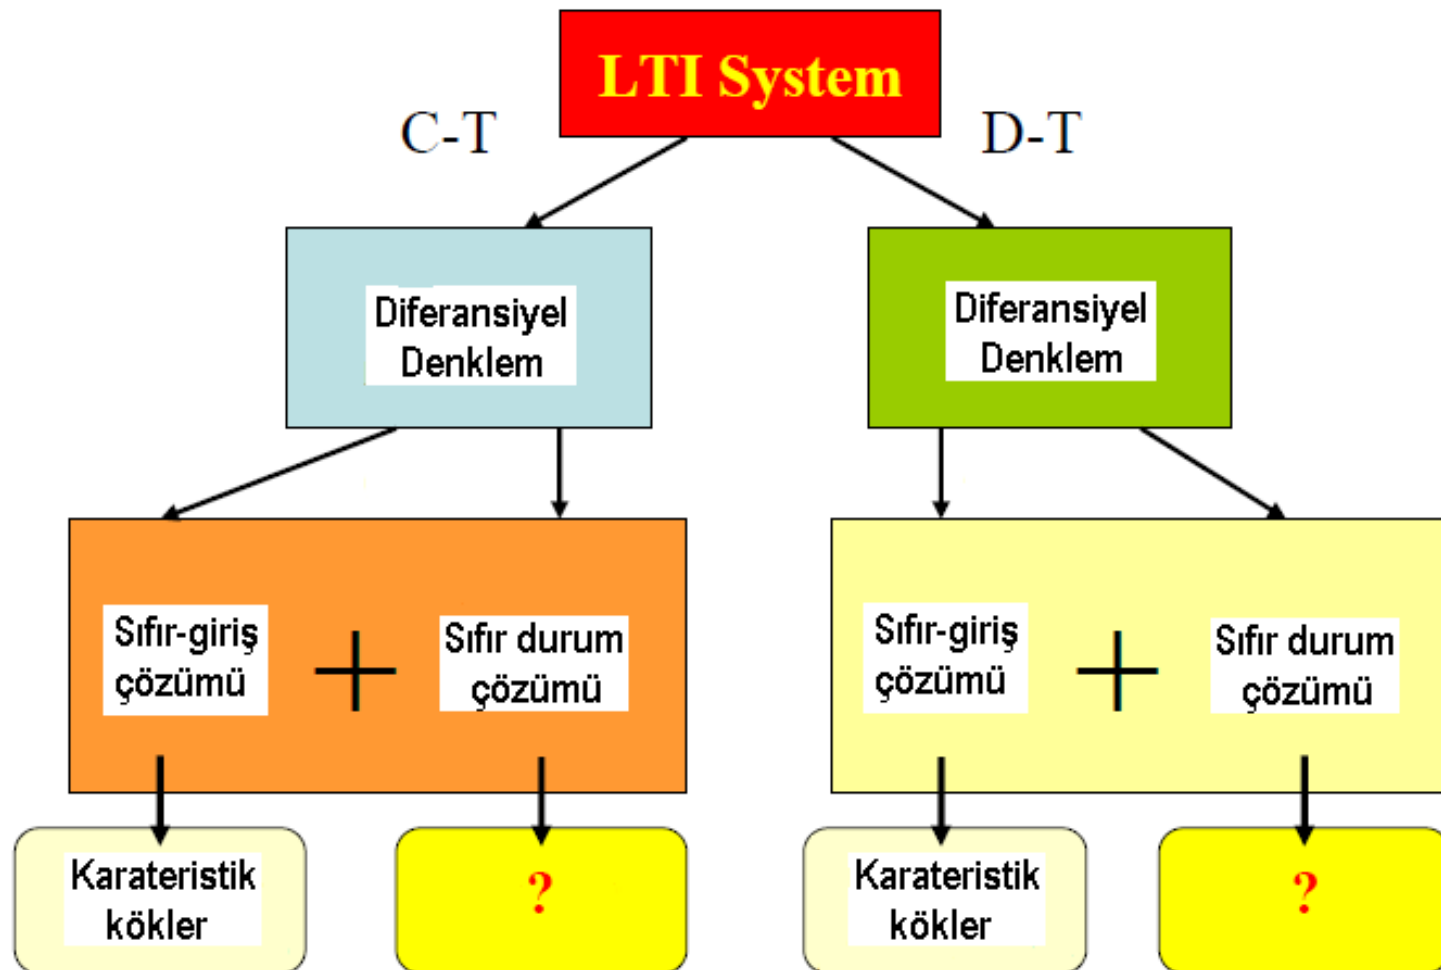 LTI System
C-T
D-T
Diferansiyel
Denklem
Diferansiyel
Denklem
Sıfır-giriş
çözümü
+
Sıfır durum
çözümü
Sıfır-giriş
çözümü
+
Sıfır durum
çözümü
Karateristik
kökler
?
Karateristik
kökler
?